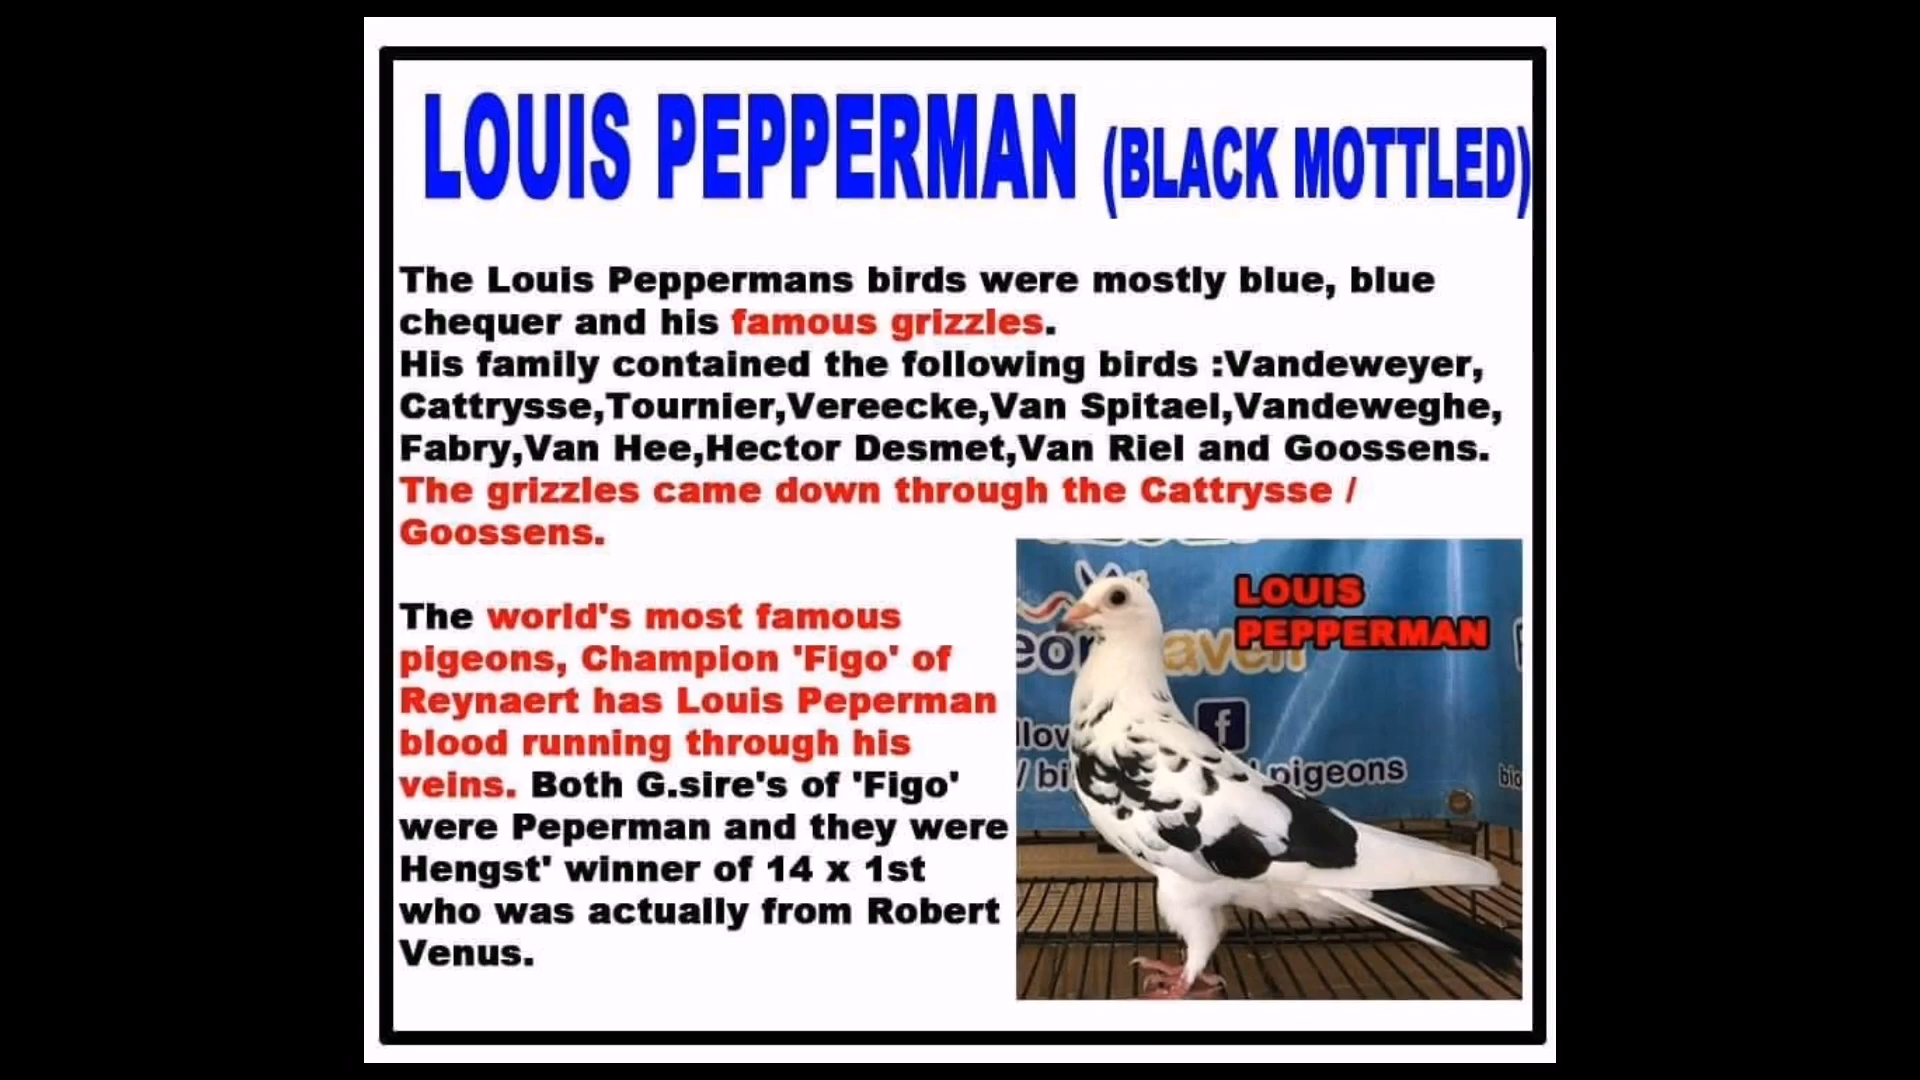 LOUIS PEPPERMAN (BLACK MOTTLED)
The Louis Peppermans birds were mostly blue, blue
chequer and his famous grizzles.
His family contained the following birds :Vandeweyer,
Cattrysse,Tournier,Vereecke,Van Spitael,Vandeweghe,
Fabry,Van Hee,Hector Desmet,Van Riel and Goossens.
The grizzles came down through the Cattrysse /
Goossens.
The world's most famous
pigeons, Champion 'Figo' of
Reynaert has Louis Peperman
blood running through his
veins. Both G.sire's of 'Figo'
were Peperman and they were
Hengst' winner of 14 x 1st
who was actually from Robert
Venus.
LOUIS
PEPPERMAN
f
pigeons